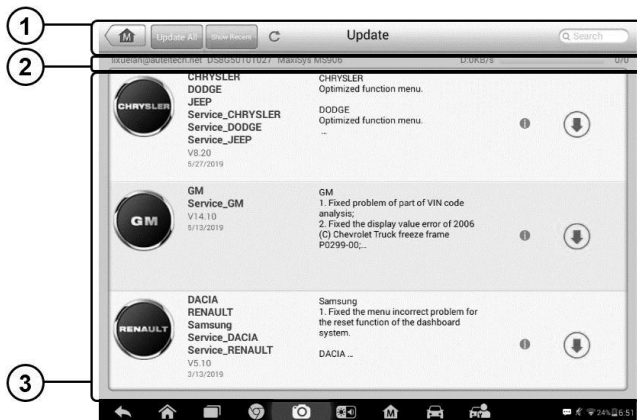 1
Update All
Show Recent
Update
Search
2
lixuelan@auteltech.net DS8G50101027 MaxiSys MS906 D:0KB/s 0/0
CHRYSLER
CHRYSLER
DODGE
JEEP
Service_CHRYSLER
Service_DODGE
Service_JEEP
V8.20
5/27/2019
CHRYSLER
Optimized function menu.
DODGE
Optimized function menu.
...
GM
GM
Service_GM
V14.10
5/13/2019
GM
1. Fixed problem of part of VIN code
analysis;
2. Fixed the display value error of 2006
(C) Chevrolet Truck freeze frame
P0299-00;...
RENAULT
DACIA
RENAULT
Samsung
Service_DACIA
Service_RENAULT
V5.10
3/13/2019
Samsung
1. Fixed the menu incorrect problem for
the reset function of the dashboard
system.
DACIA ...
3
24% 6:51